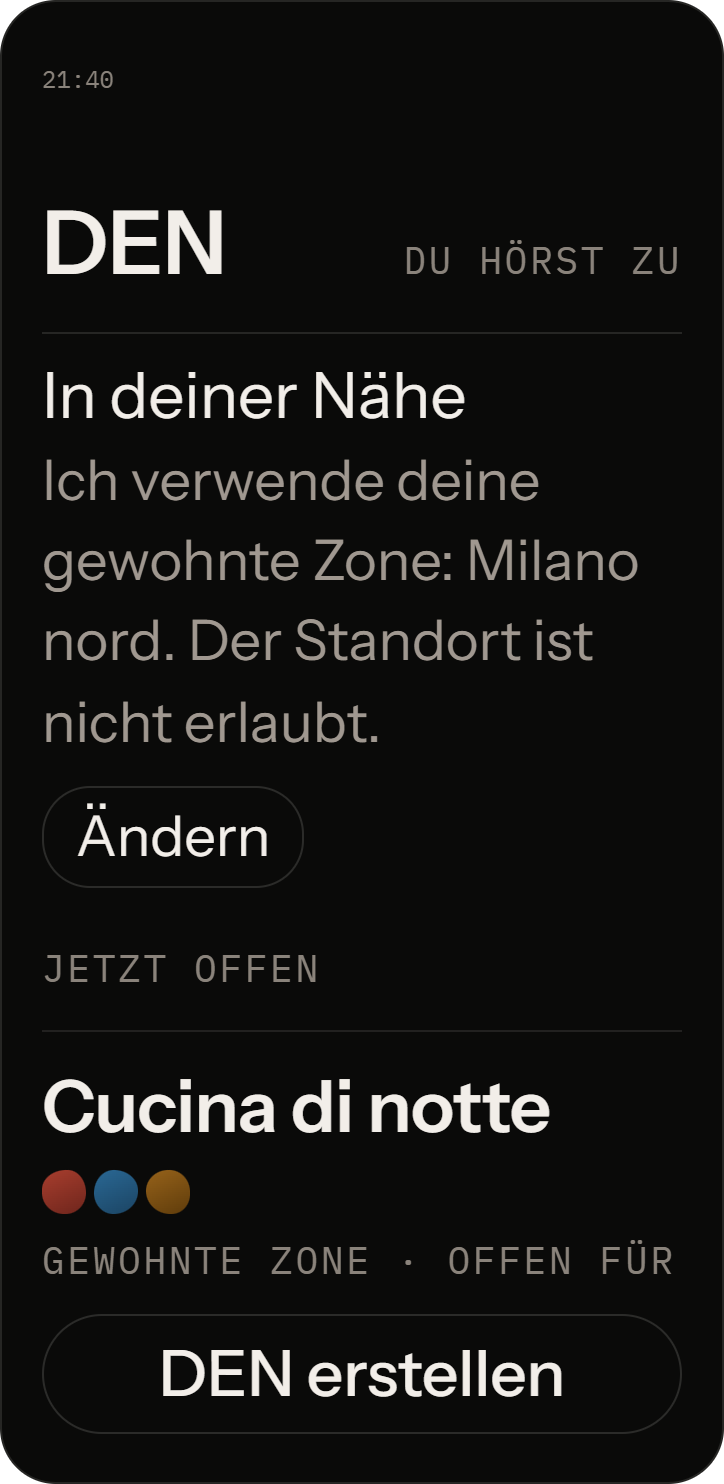 21:40
DEN
DU HÖRST ZU
In deiner Nähe
Ich verwende deine
gewohnte Zone: Milano
nord. Der Standort ist
nicht erlaubt.
Ändern
JETZT OFFEN
Cucina di notte
GEWOHNTE ZONE · OFFEN FÜR
DEN erstellen